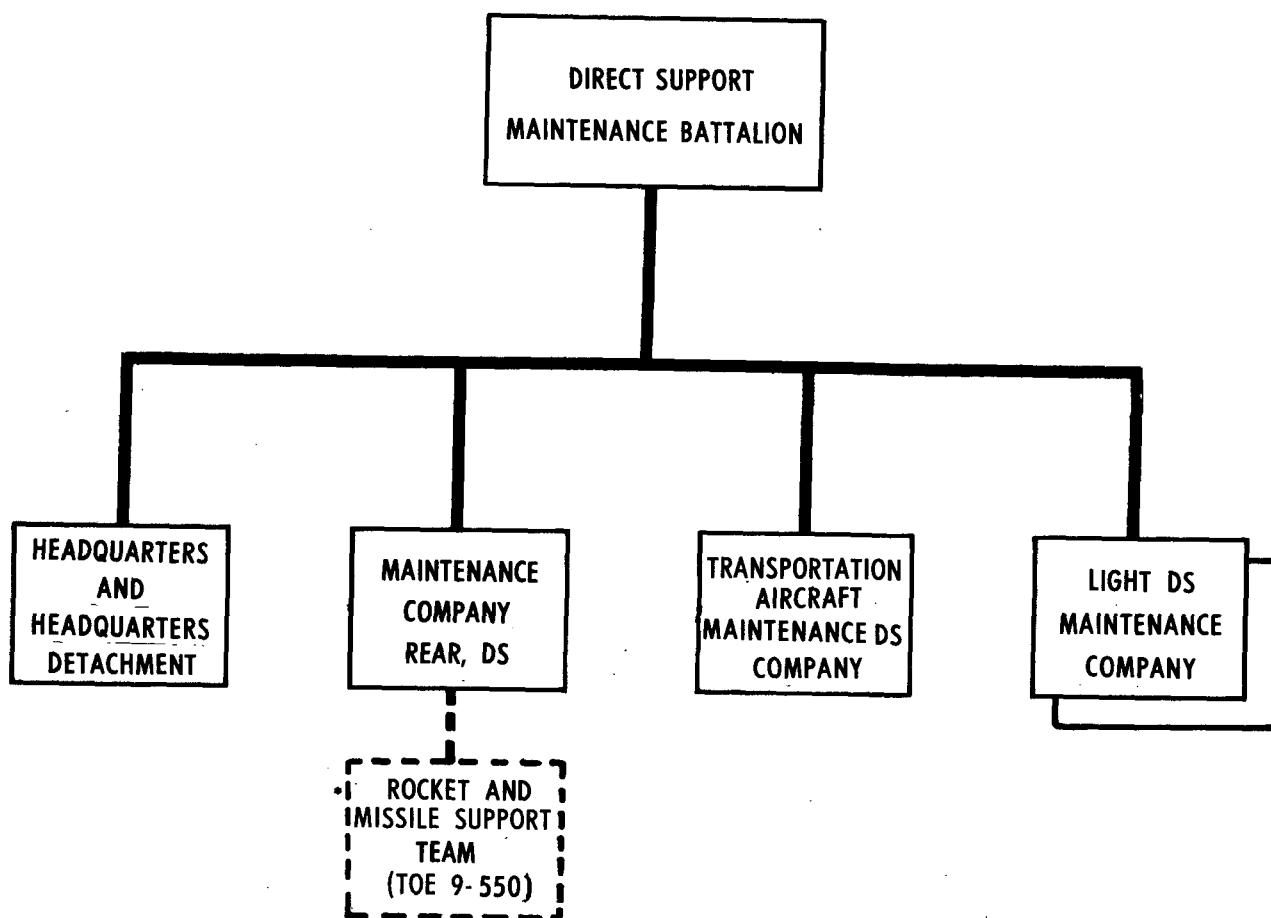 DIRECT SUPPORT
MAINTENANCE BATTALION
HEADQUARTERS
AND
HEADQUARTERS
DETACHMENT
MAINTENANCE
COMPANY
REAR, DS
TRANSPORTATION
AIRCRAFT
MAINTENANCE DS
COMPANY
LIGHT DS
MAINTENANCE
COMPANY
* ROCKET AND
MISSILE SUPPORT
TEAM
(TOE 9-550)